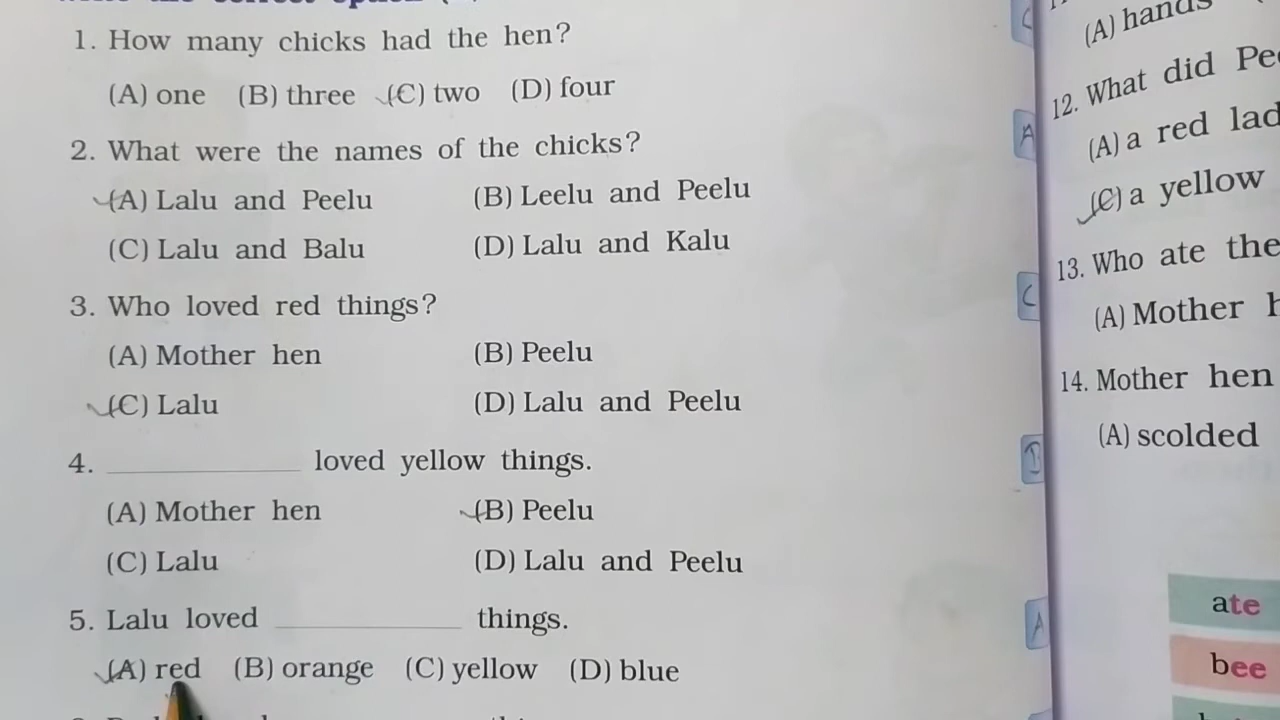 1. How many chicks had the hen?
(A) one (B) three (C) two (D) four
C
2. What were the names of the chicks?
(A) Lalu and Peelu (B) Leelu and Peelu
A
(C) Lalu and Balu (D) Lalu and Kalu
3. Who loved red things?
C
(A) Mother hen (B) Peelu
(C) Lalu (D) Lalu and Peelu
4. ____________ loved yellow things.
B
(A) Mother hen (B) Peelu
(C) Lalu (D) Lalu and Peelu
5. Lalu loved ____________ things.
A
(A) red (B) orange (C) yellow (D) blue
(A) hands
12. What did Pee
(A) a red lad
(C) a yellow
13. Who ate the
(A) Mother h
14. Mother hen
(A) scolded
ate
bee